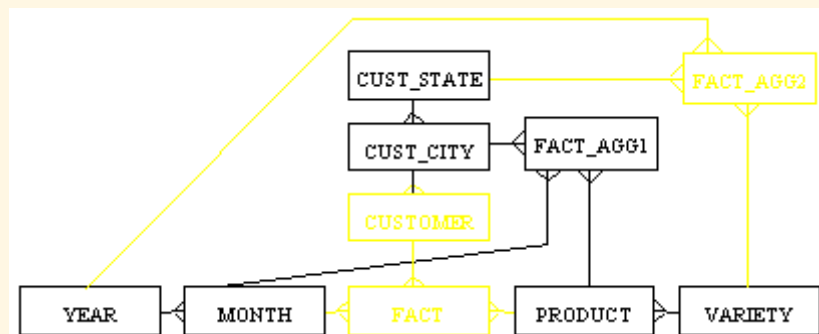 FACT_AGG2
CUST_STATE
CUST_CITY
FACT_AGG1
CUSTOMER
YEAR
MONTH
FACT
PRODUCT
VARIETY